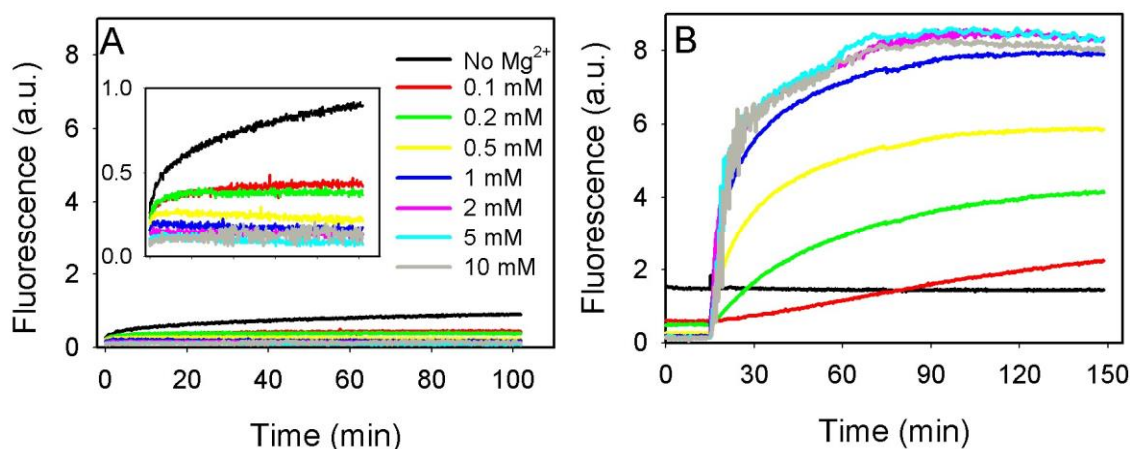 A
Fluorescence (a.u.)
8
6
4
2
0
1.0
0.5
0.0
No Mg²⁺
0.1 mM
0.2 mM
0.5 mM
1 mM
2 mM
5 mM
10 mM
0 20 40 60 80 100
Time (min)
B
Fluorescence (a.u.)
8
6
4
2
0
0 30 60 90 120 150
Time (min)